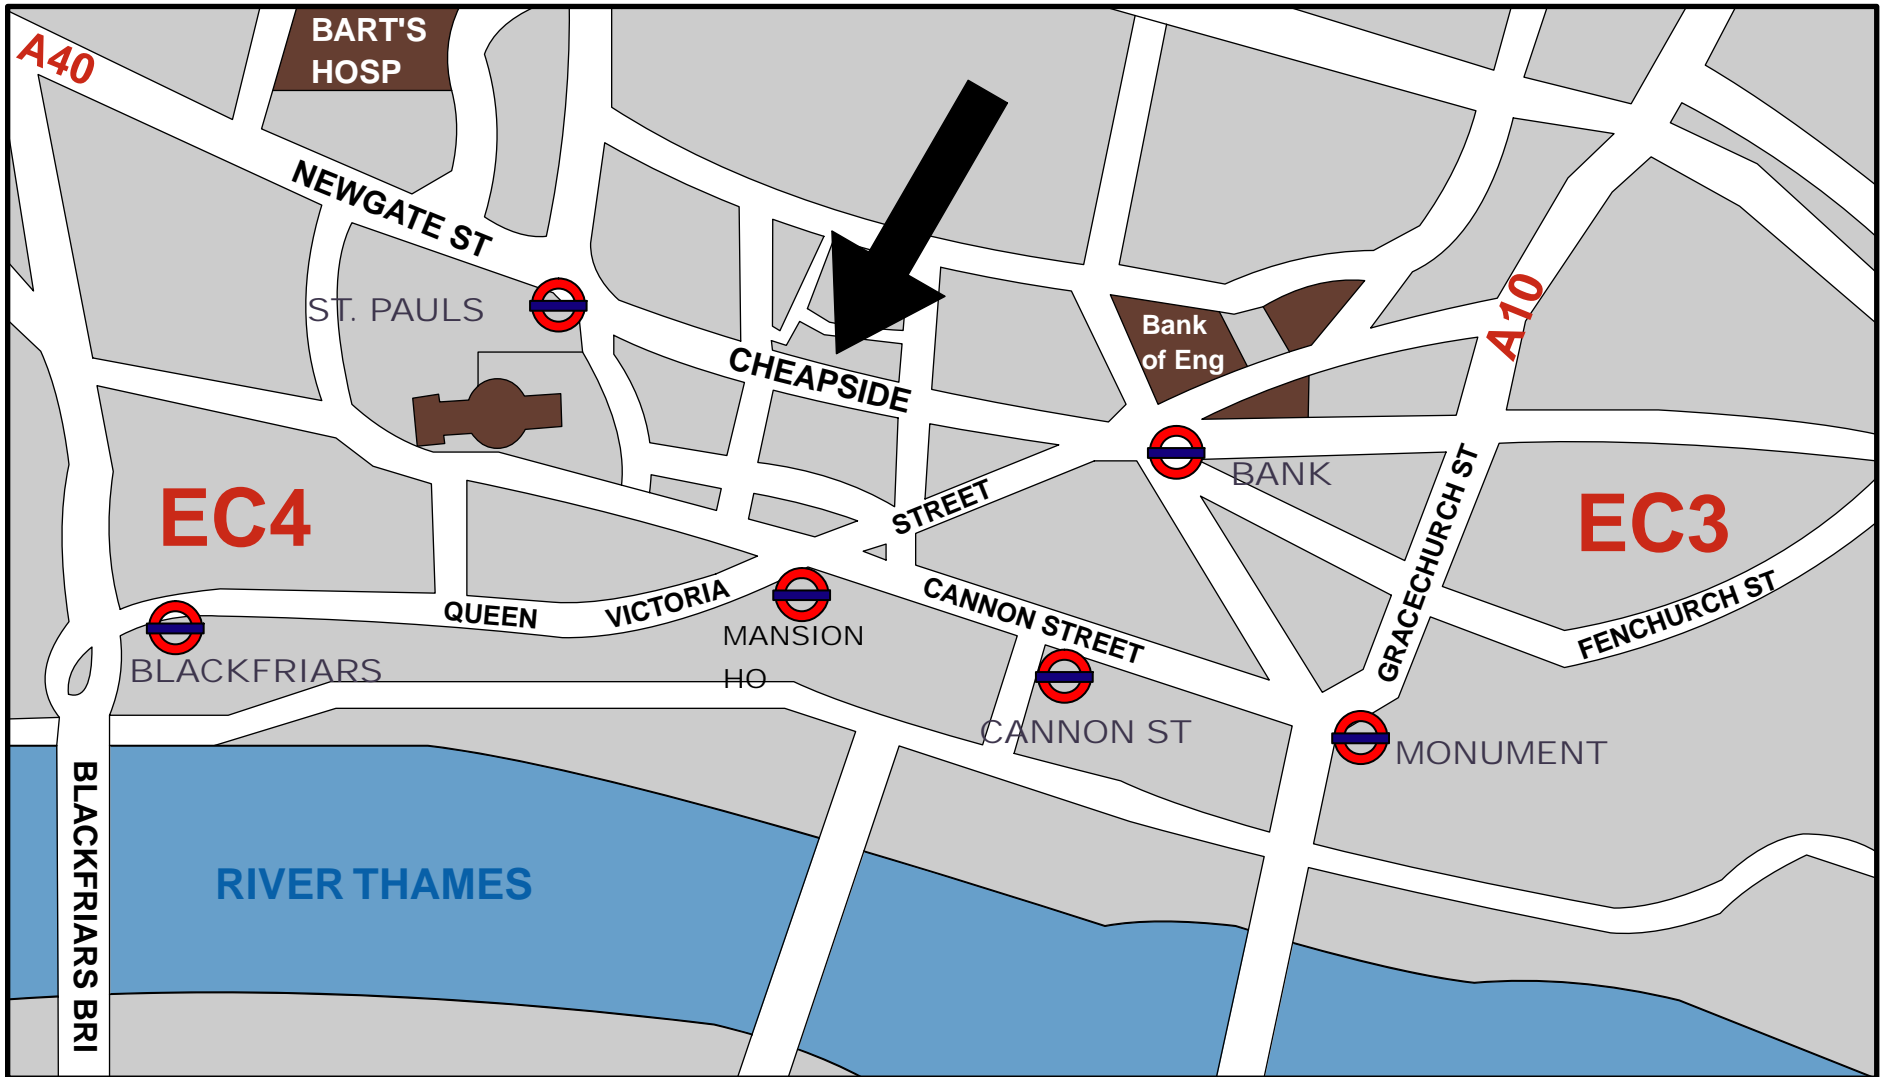 BART'S
HOSP
A40
NEWGATE ST
ST. PAULS
CHEAPSIDE
Bank
of Eng
A10
BANK
EC4
EC3
STREET
GRACECHURCH ST
FENCHURCH ST
QUEEN
VICTORIA
CANNON STREET
MANSION
HO
BLACKFRIARS
CANNON ST
MONUMENT
BLACKFRIARS BRI
RIVER THAMES